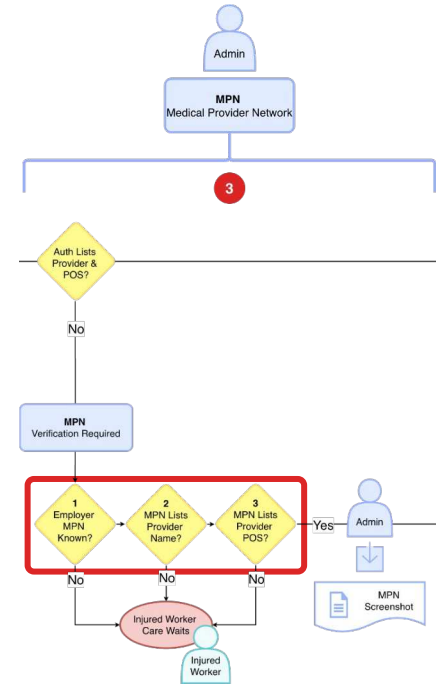 Admin
MPN
Medical Provider Network
3
Auth Lists
Provider &
POS?
No
MPN
Verification Required
1
Employer
MPN
Known?
2
MPN Lists
Provider
Name?
3
MPN Lists
Provider
POS?
Yes
Admin
No
No
No
MPN
Screenshot
Injured Worker
Care Waits
Injured
Worker